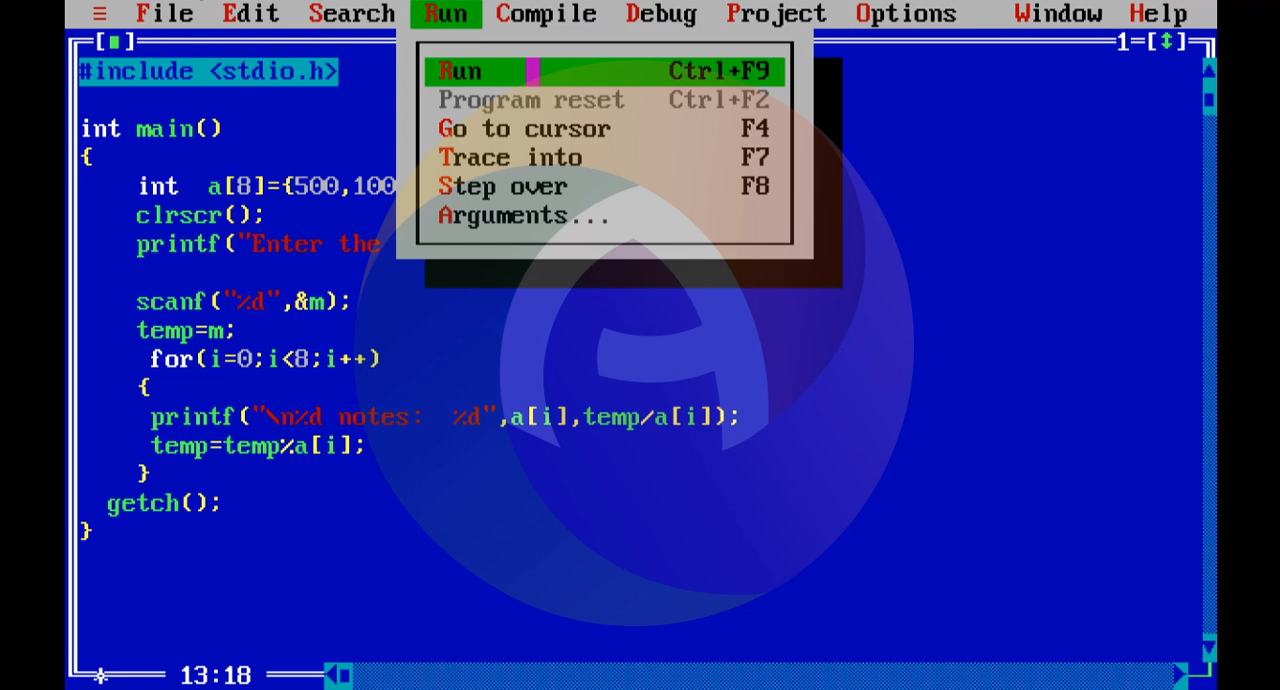 ≡ File Edit Search Run Compile Debug Project Options Window Help
1
Run Ctrl+F9
Program reset Ctrl+F2
Go to cursor F4
Trace into F7
Step over F8
Arguments...
#include <stdio.h>
int main()
{
int a[8]={500,100
clrscr();
printf("Enter the
scanf("%d",&m);
temp=m;
for(i=0;i<8;i++)
{
printf("\n%d notes: %d",a[i],temp/a[i]);
temp=temp%a[i];
}
getch();
}
13:18